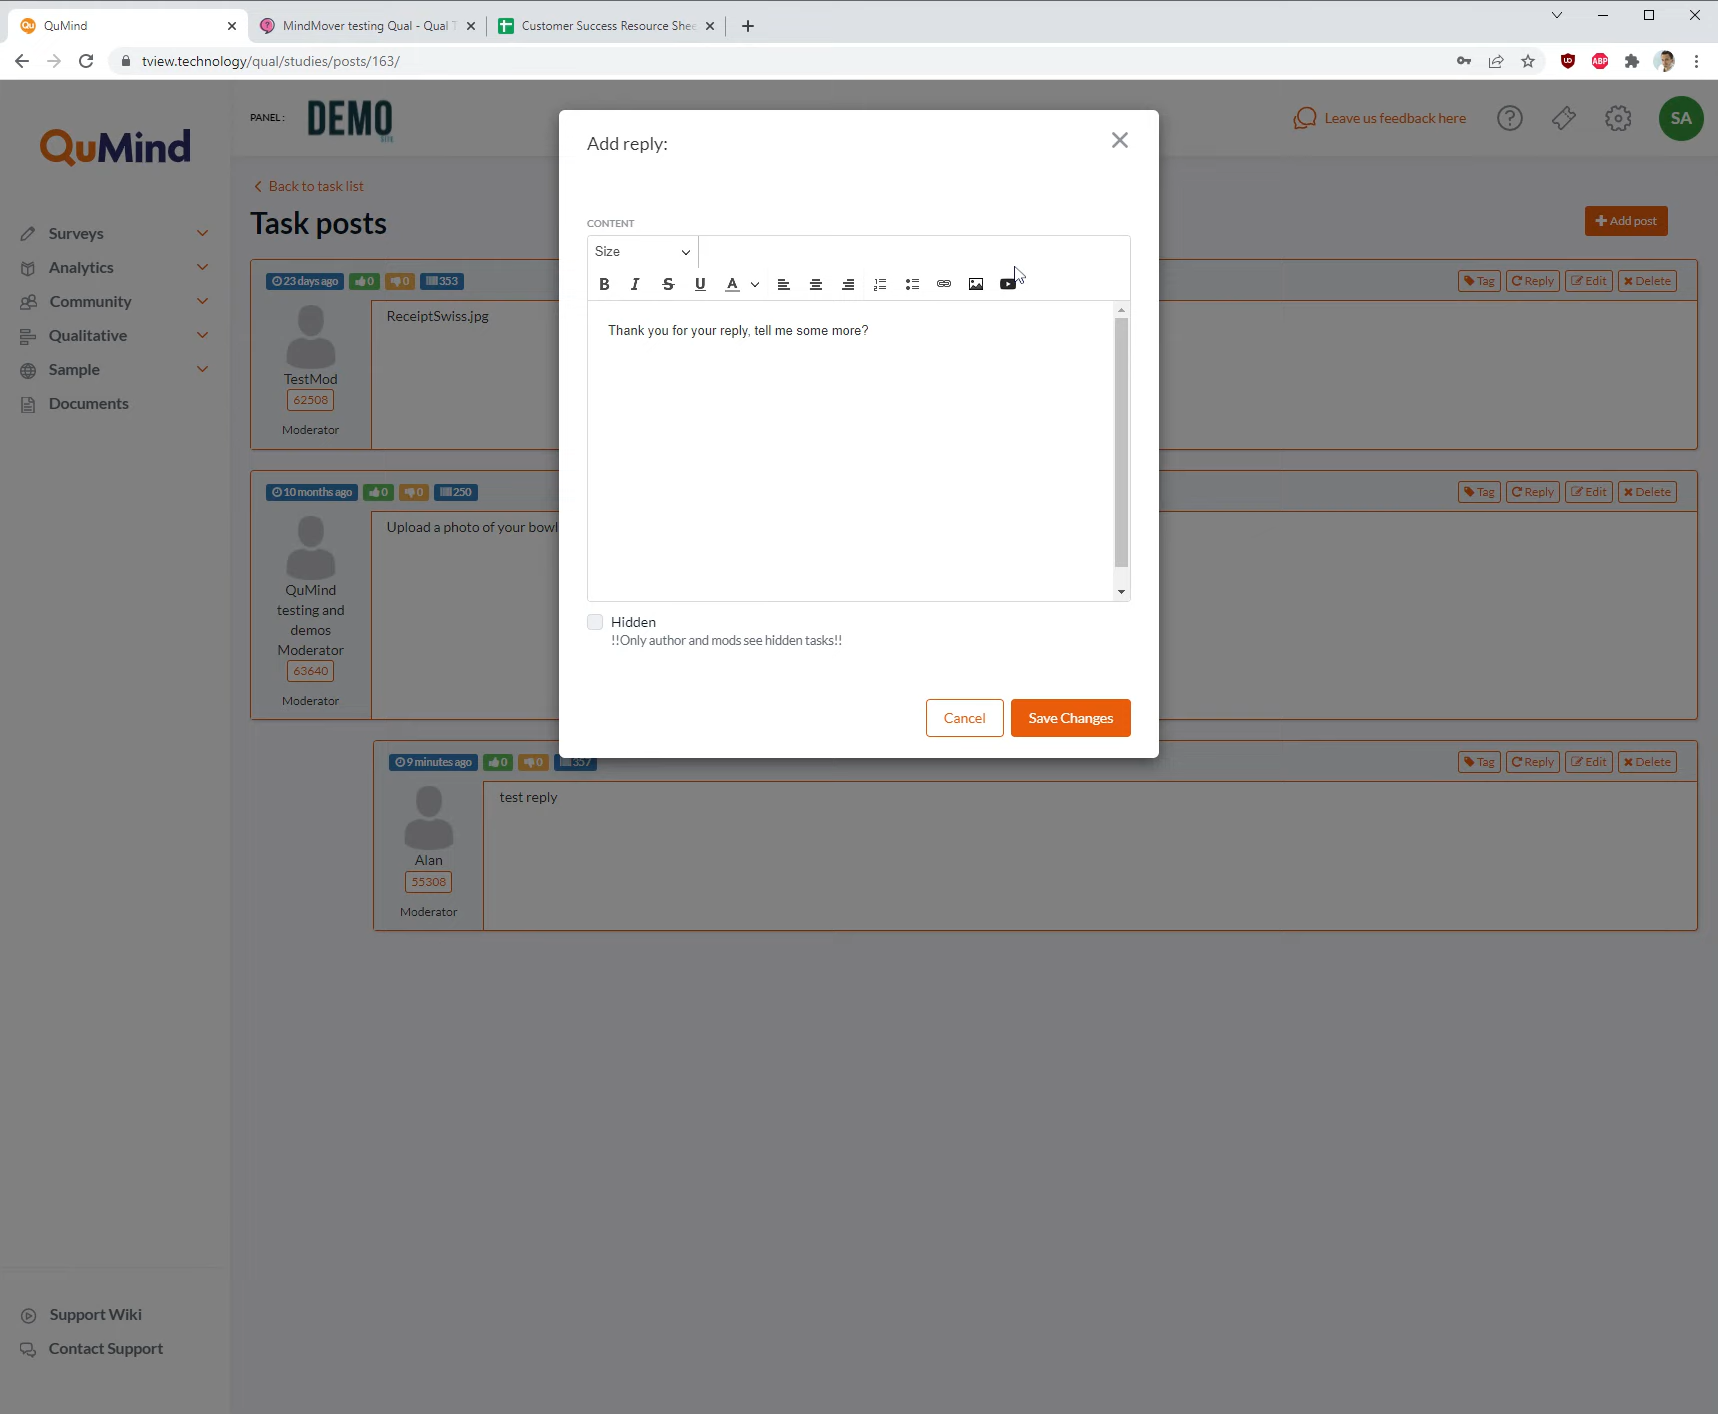 QuMind
MindMover testing Qual - Qual
Customer Success Resource Shee
tview.technology/qual/studies/posts/163/
QuMind
PANEL:
DEMO
Leave us feedback here
SA
Surveys
Analytics
Community
Qualitative
Sample
Documents
Support Wiki
Contact Support
Back to task list
Task posts
Add post
23 days ago
0
0
353
Tag
Reply
Edit
Delete
TestMod
62508
Moderator
ReceiptSwiss.jpg
10 months ago
0
0
250
Tag
Reply
Edit
Delete
QuMind
testing and
demos
Moderator
63640
Moderator
Upload a photo of your bowl
9 minutes ago
0
0
357
Tag
Reply
Edit
Delete
Alan
55308
Moderator
test reply
Add reply:
CONTENT
Size
B I S U A
Thank you for your reply, tell me some more?
Hidden
!!Only author and mods see hidden tasks!!
Cancel
Save Changes